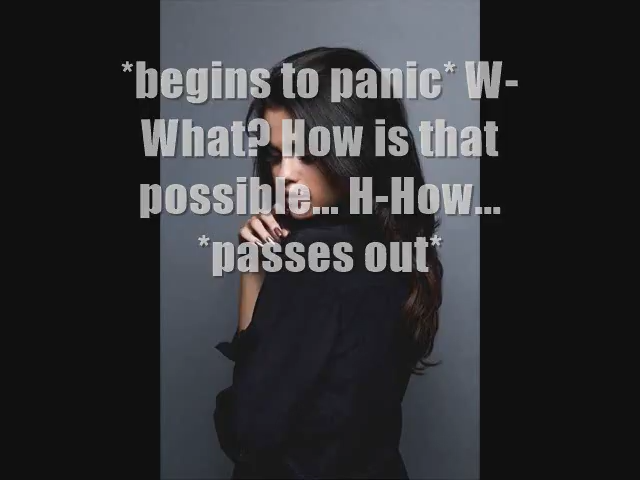 *begins to panic* W-
What? How is that
possible... H-How...
*passes out*